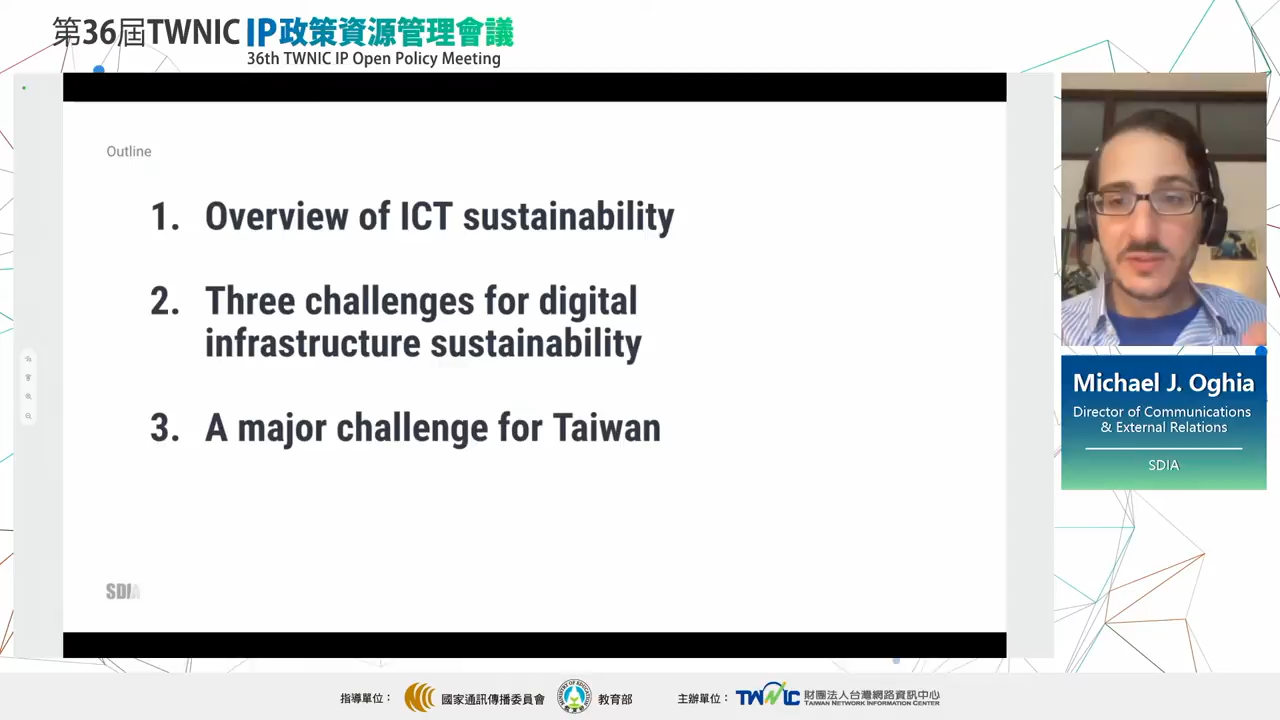 第36屆TWNIC IP政策資源管理會議
36th TWNIC IP Open Policy Meeting
Outline
1. Overview of ICT sustainability
2. Three challenges for digital
infrastructure sustainability
3. A major challenge for Taiwan
SDIA
Michael J. Oghia
Director of Communications
& External Relations
SDIA
指導單位： 國家通訊傳播委員會 教育部 主辦單位： TWNIC 財團法人台灣網路資訊中心
TAIWAN NETWORK INFORMATION CENTER